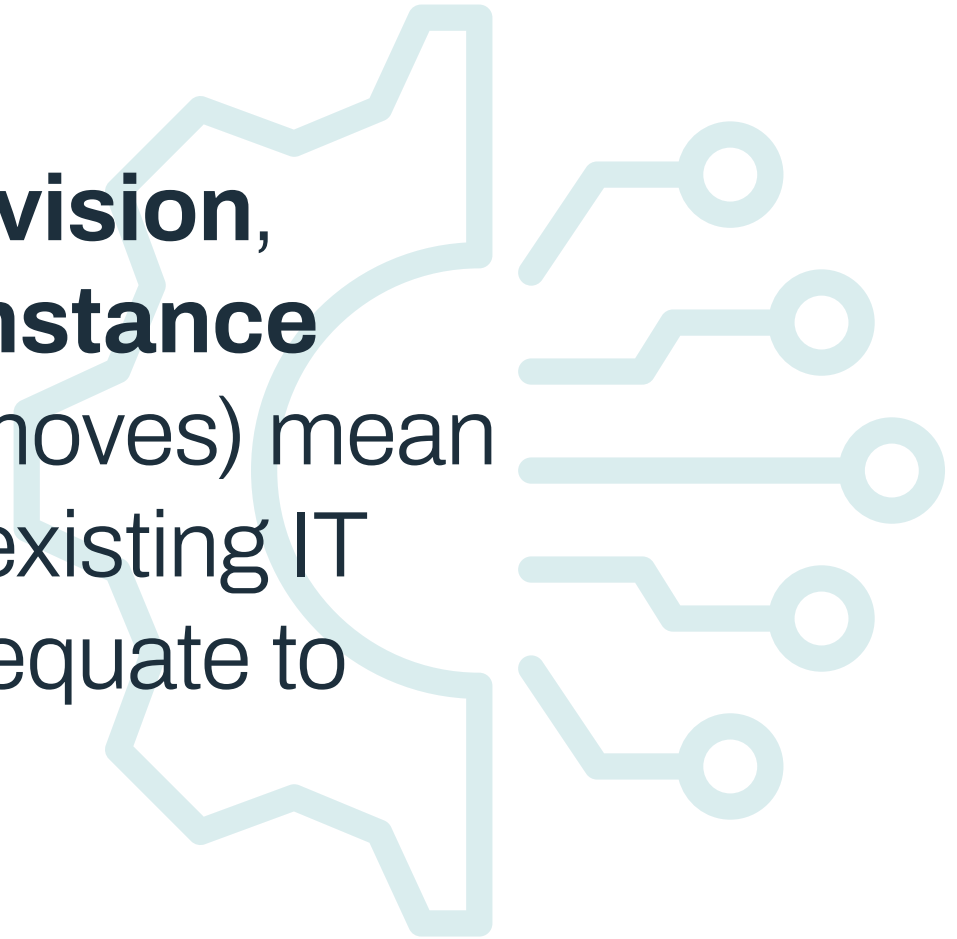 vision,
nstance
noves) mean
existing IT
equate to